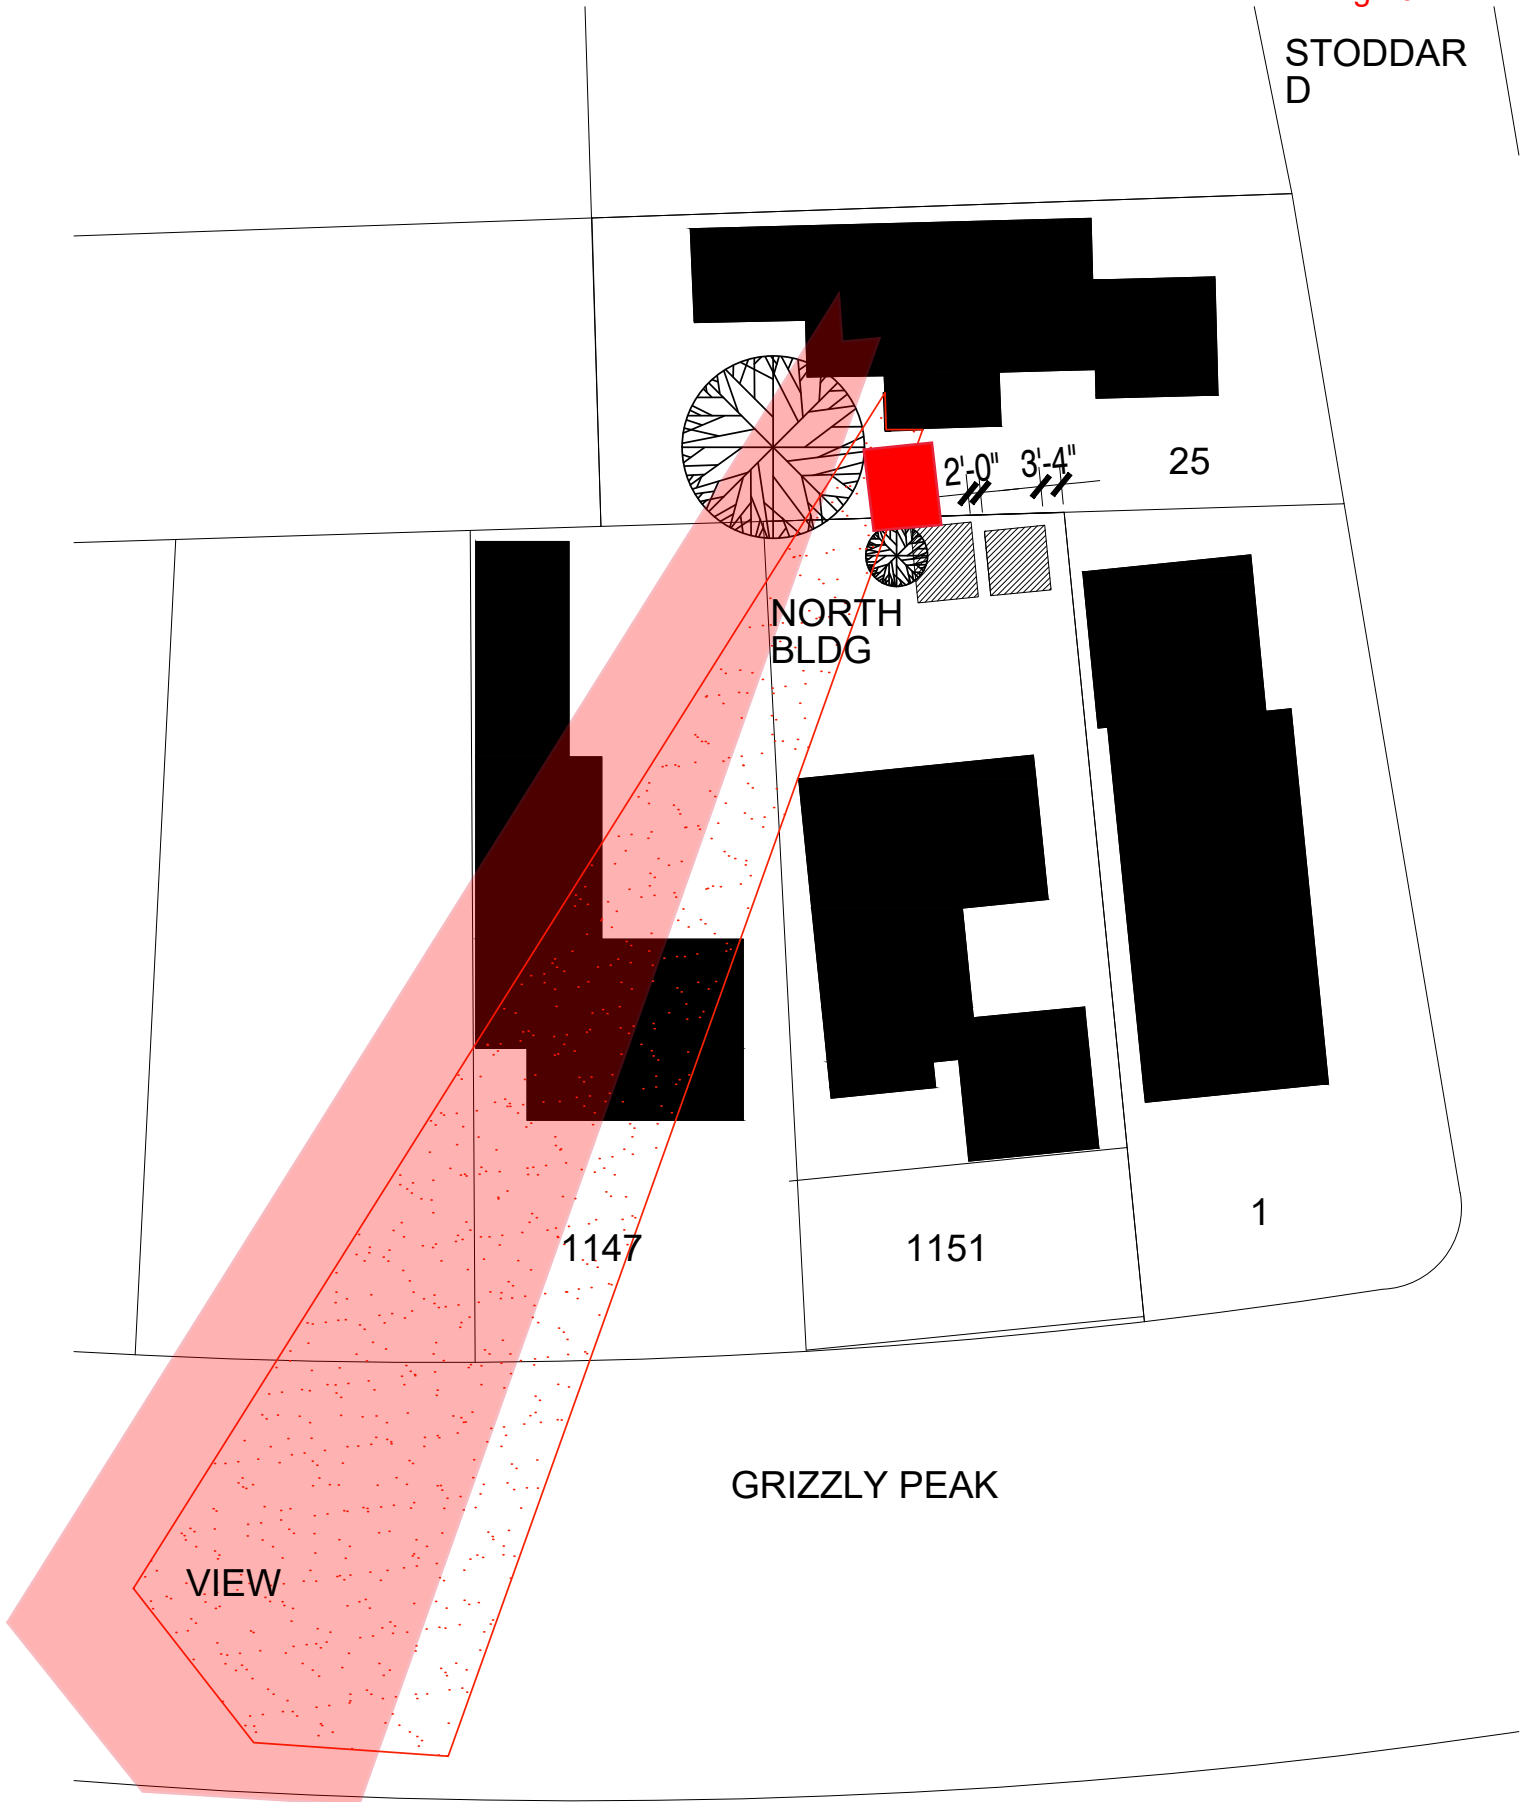 STODDAR
D
25
2'-0"
3'-4"
NORTH
BLDG
1147
1151
1
GRIZZLY PEAK
VIEW